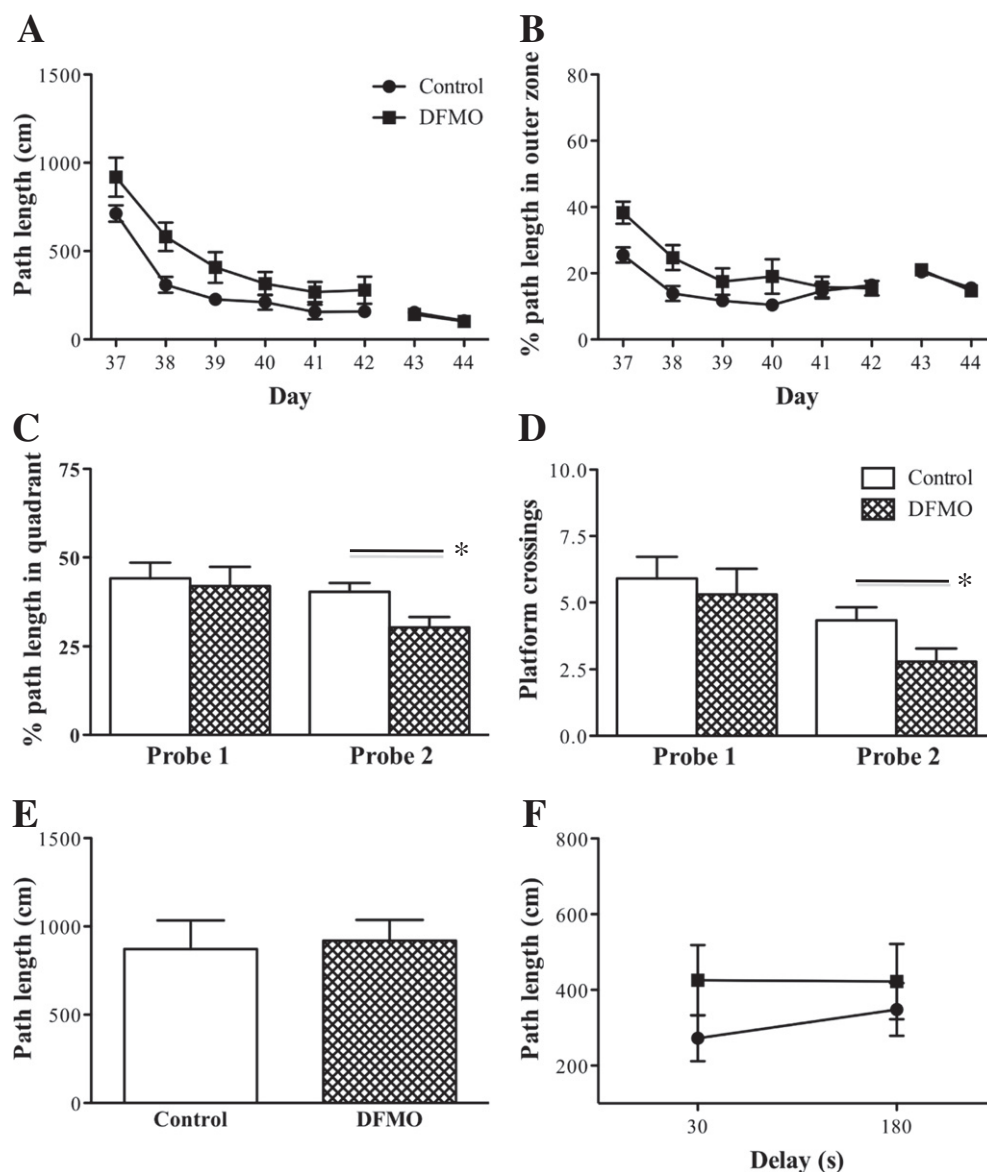 A
Path length (cm)
1500
1000
500
0
Control
DFMO
37 38 39 40 41 42 43 44
Day
B
% path length in outer zone
80
60
40
20
0
37 38 39 40 41 42 43 44
Day
C
% path length in quadrant
75
50
25
0
*
Probe 1 Probe 2
D
Platform crossings
10.0
7.5
5.0
2.5
0.0
Control
DFMO
*
Probe 1 Probe 2
E
Path length (cm)
1500
1000
500
0
Control DFMO
F
Path length (cm)
800
600
400
200
30 180
Delay (s)